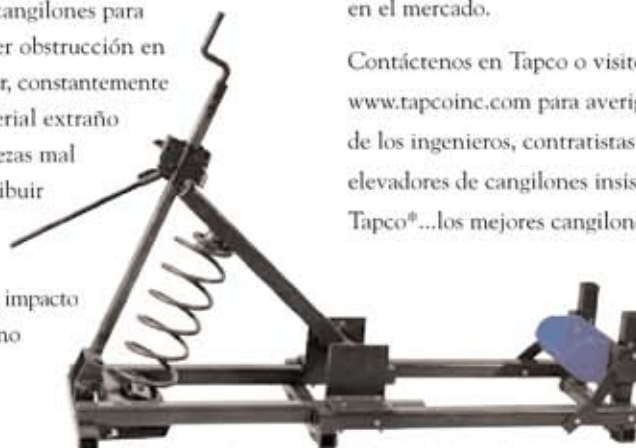 cangilones para
er obstrucción en
r, constantemente
erial extraño
ezas mal
ibuir
impacto
no
en el mercado.
Contáctenos en Tapco o visite
www.tapcoinc.com para averig
de los ingenieros, contratistas
elevadores de cangilones insis
Tapco*...los mejores cangilon